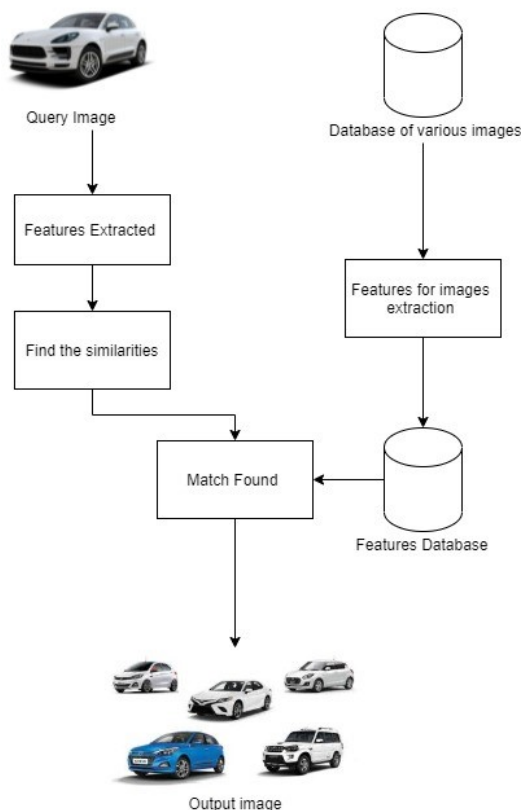 Query Image
Database of various images
Features Extracted
Features for images
extraction
Find the similarities
Match Found
Features Database
Output image